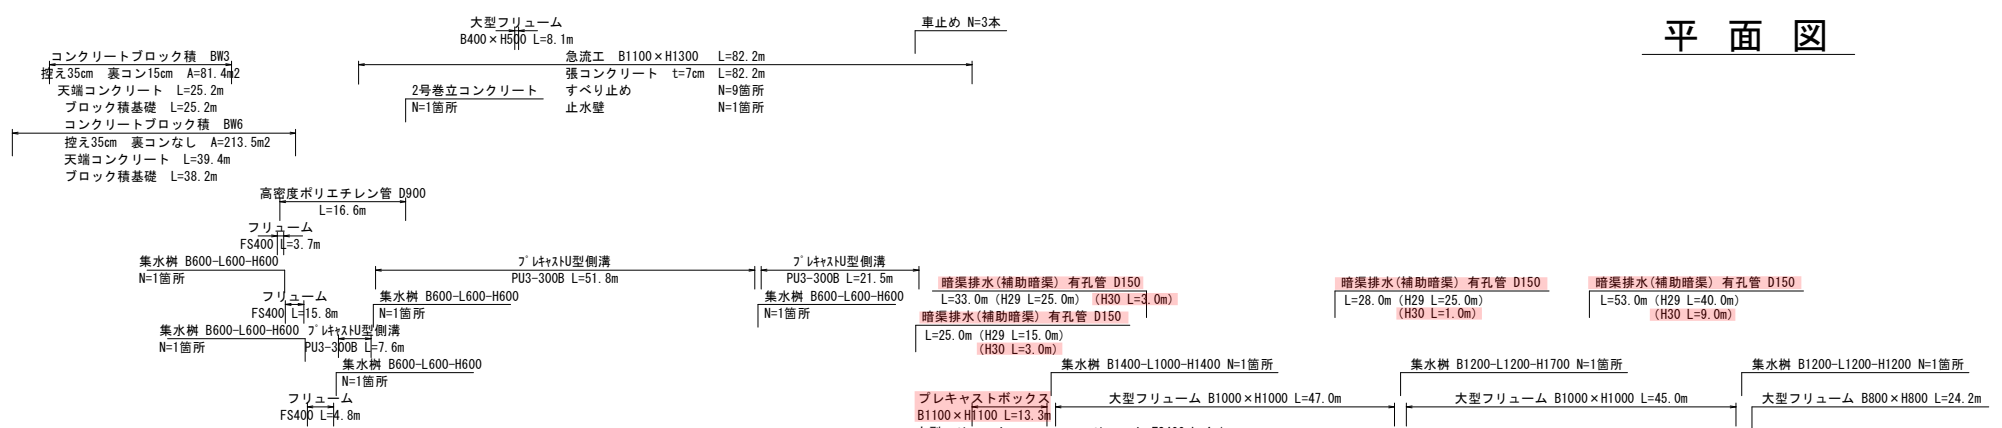 平 面 図
大型フリューム
B400×H500 L=8.1m
車止め N=3本
コンクリートブロック積 BW3
控え35cm 裏コン15cm A=81.4m2
天端コンクリート L=25.2m
ブロック積基礎 L=25.2m
急流工 B1100×H1300 L=82.2m
張コンクリート t=7cm L=82.2m
すべり止め N=9箇所
止水壁 N=1箇所
2号巻立コンクリート
N=1箇所
コンクリートブロック積 BW6
控え35cm 裏コンなし A=213.5m2
天端コンクリート L=39.4m
ブロック積基礎 L=38.2m
高密度ポリエチレン管 D900
L=16.6m
フリューム
FS400 L=3.7m
集水桝 B600-L600-H600
N=1箇所
プレキャストU型側溝
PU3-300B L=51.8m
プレキャストU型側溝
PU3-300B L=21.5m
フリューム
FS400 L=15.8m
集水桝 B600-L600-H600
N=1箇所
集水桝 B600-L600-H600
N=1箇所
暗渠排水(補助暗渠) 有孔管 D150
L=33.0m (H29 L=25.0m) (H30 L=3.0m)
暗渠排水(補助暗渠) 有孔管 D150
L=25.0m (H29 L=15.0m)
(H30 L=3.0m)
暗渠排水(補助暗渠) 有孔管 D150
L=28.0m (H29 L=25.0m)
(H30 L=1.0m)
暗渠排水(補助暗渠) 有孔管 D150
L=53.0m (H29 L=40.0m)
(H30 L=9.0m)
集水桝 B600-L600-H600
N=1箇所
プレキャストU型側溝
PU3-300B L=7.6m
集水桝 B600-L600-H600
N=1箇所
集水桝 B1400-L1000-H1400 N=1箇所
集水桝 B1200-L1200-H1700 N=1箇所
集水桝 B1200-L1200-H1200 N=1箇所
フリューム
FS400 L=4.8m
プレキャストボックス
B1100×H1100 L=13.3m
大型フリューム B1000×H1000 L=47.0m
大型フリューム B1000×H1000 L=45.0m
大型フリューム B800×H800 L=24.2m